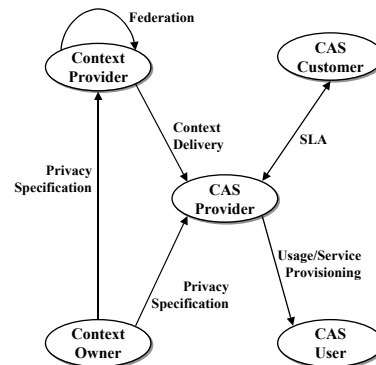 Federation
Context
Provider
CAS
Customer
Context
Delivery
SLA
Privacy
Specification
CAS
Provider
Usage/Service
Provisioning
Privacy
Specification
Context
Owner
CAS
User